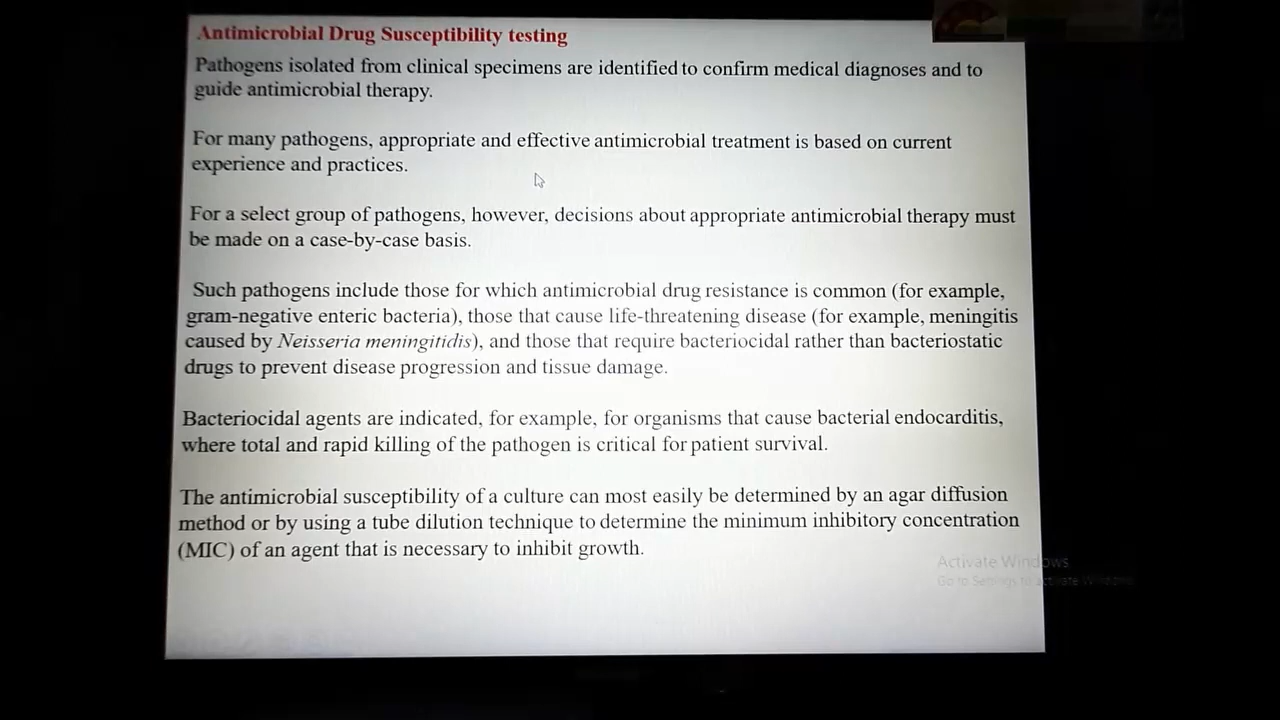 Antimicrobial Drug Susceptibility testing
Pathogens isolated from clinical specimens are identified to confirm medical diagnoses and to
guide antimicrobial therapy.
For many pathogens, appropriate and effective antimicrobial treatment is based on current
experience and practices.
For a select group of pathogens, however, decisions about appropriate antimicrobial therapy must
be made on a case-by-case basis.
Such pathogens include those for which antimicrobial drug resistance is common (for example,
gram-negative enteric bacteria), those that cause life-threatening disease (for example, meningitis
caused by Neisseria meningitidis), and those that require bacteriocidal rather than bacteriostatic
drugs to prevent disease progression and tissue damage.
Bacteriocidal agents are indicated, for example, for organisms that cause bacterial endocarditis,
where total and rapid killing of the pathogen is critical for patient survival.
The antimicrobial susceptibility of a culture can most easily be determined by an agar diffusion
method or by using a tube dilution technique to determine the minimum inhibitory concentration
(MIC) of an agent that is necessary to inhibit growth.
Activate Windows
Go to Settings to activate Windows